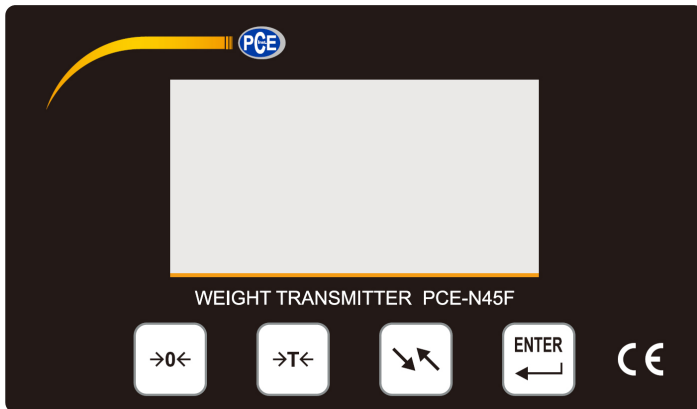 PCE
WEIGHT TRANSMITTER PCE-N45F
→0← →T← ENTER CE